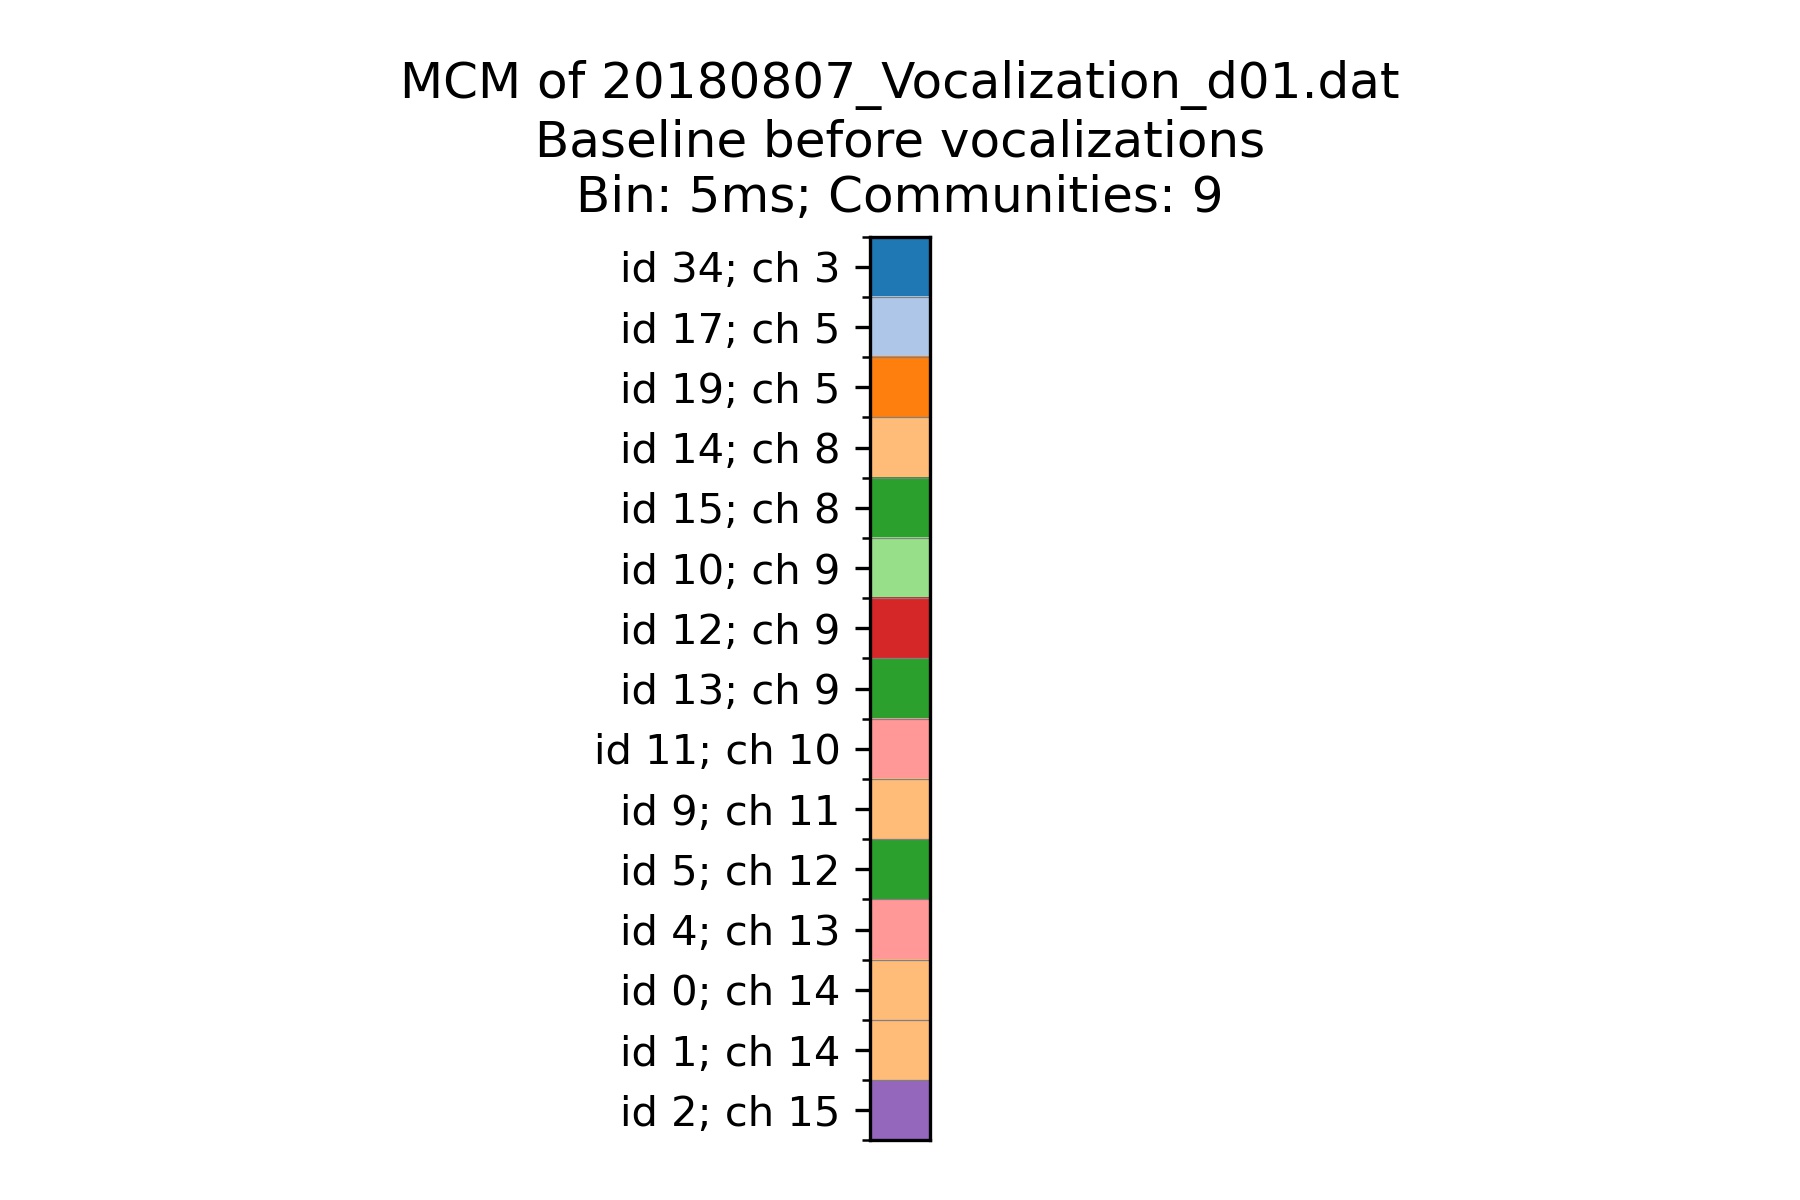 MCM of 20180807_Vocalization_d01.dat
Baseline before vocalizations
Bin: 5ms; Communities: 9
id 34; ch 3
id 17; ch 5
id 19; ch 5
id 14; ch 8
id 15; ch 8
id 10; ch 9
id 12; ch 9
id 13; ch 9
id 11; ch 10
id 9; ch 11
id 5; ch 12
id 4; ch 13
id 0; ch 14
id 1; ch 14
id 2; ch 15